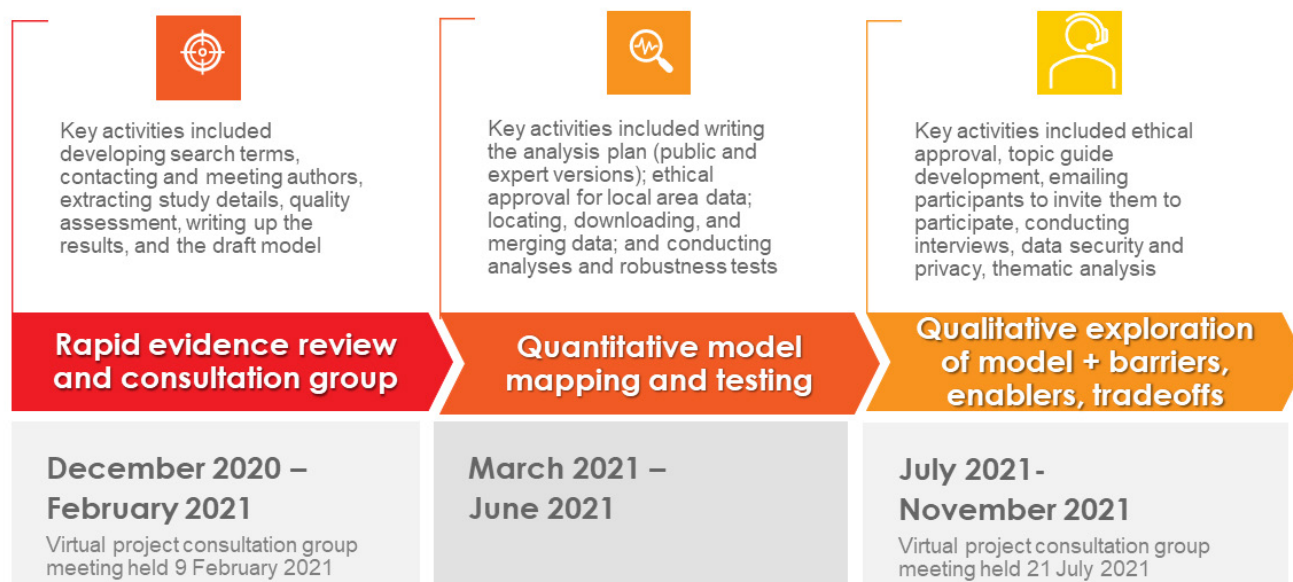 Key activities included
developing search terms,
contacting and meeting authors,
extracting study details, quality
assessment, writing up the
results, and the draft model
Key activities included writing
the analysis plan (public and
expert versions); ethical
approval for local area data;
locating, downloading, and
merging data; and conducting
analyses and robustness tests
Key activities included ethical
approval, topic guide
development, emailing
participants to invite them to
participate, conducting
interviews, data security and
privacy, thematic analysis
Rapid evidence review
and consultation group
Quantitative model
mapping and testing
Qualitative exploration
of model + barriers,
enablers, tradeoffs
December 2020 –
February 2021
Virtual project consultation group
meeting held 9 February 2021
March 2021 –
June 2021
July 2021-
November 2021
Virtual project consultation group
meeting held 21 July 2021